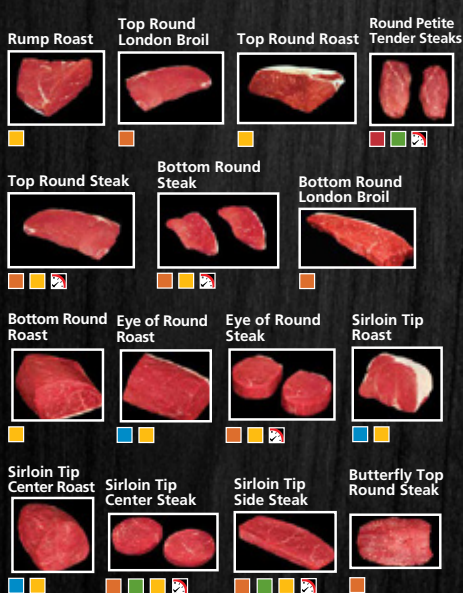 Rump Roast
Top Round
London Broil
Top Round Roast
Round Petite
Tender Steaks
Top Round Steak
Bottom Round
Steak
Bottom Round
London Broil
Bottom Round
Roast
Eye of Round
Roast
Eye of Round
Steak
Sirloin Tip
Roast
Sirloin Tip
Center Roast
Sirloin Tip
Center Steak
Sirloin Tip
Side Steak
Butterfly Top
Round Steak